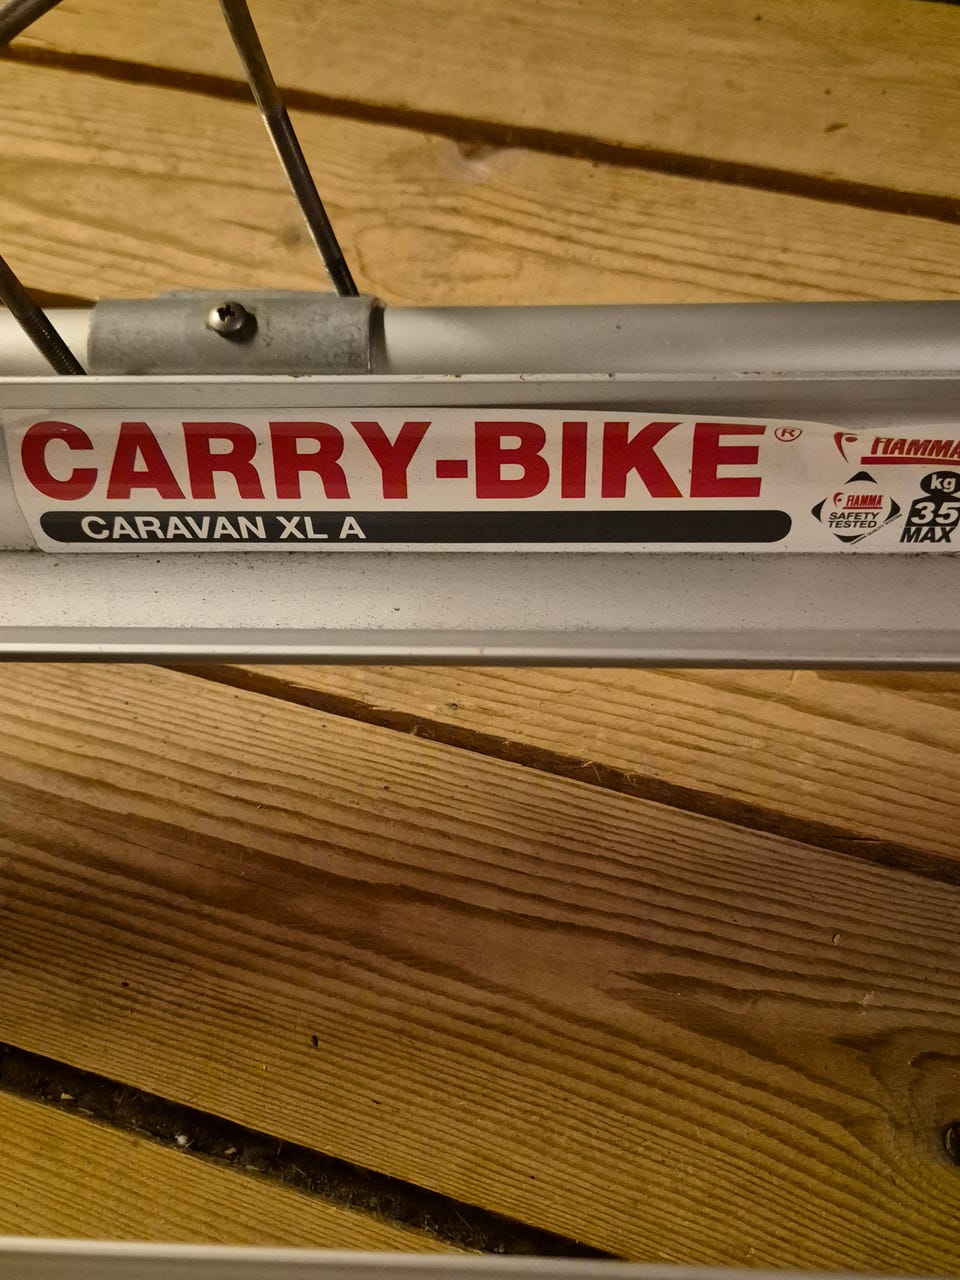 CARRY-BIKE®
CARAVAN XL A
FIAMMA
FIAMMA
SAFETY
TESTED
kg
35
MAX